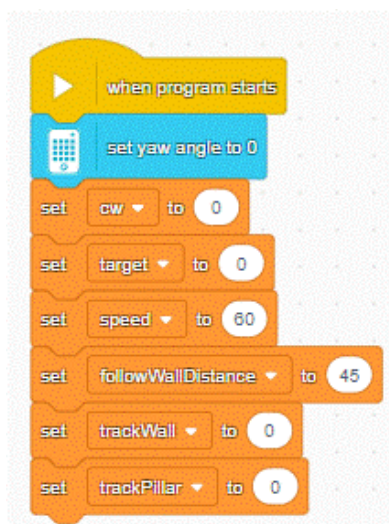 when program starts
set yaw angle to 0
set cw to 0
set target to 0
set speed to 60
set followWallDistance to 45
set trackWall to 0
set trackPillar to 0